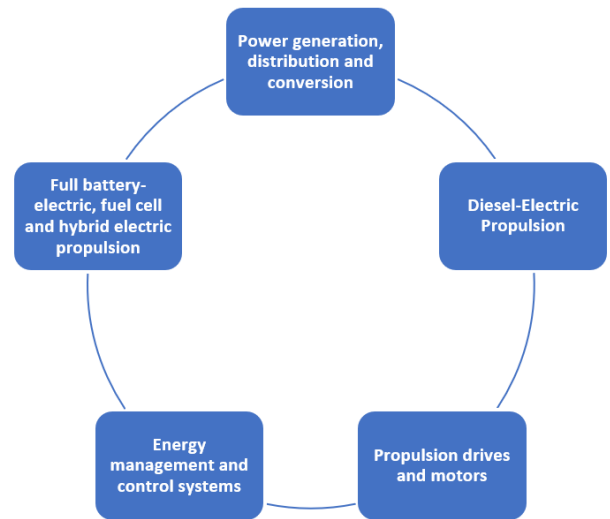 Power generation,
distribution and
conversion
Diesel-Electric
Propulsion
Propulsion drives
and motors
Energy
management and
control systems
Full battery-
electric, fuel cell
and hybrid electric
propulsion